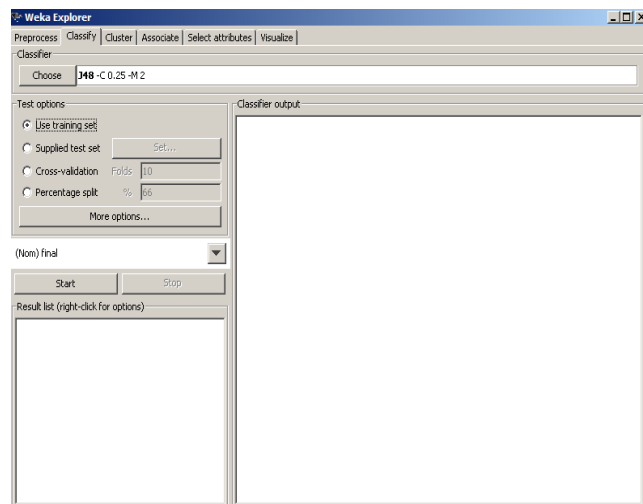 Weka Explorer
Preprocess Classify Cluster Associate Select attributes Visualize
Classifier
Choose J48 -C 0.25 -M 2
Test options
Use training set
Supplied test set Set...
Cross-validation Folds 10
Percentage split % 66
More options...
(Nom) final
Start Stop
Result list (right-click for options)
Classifier output